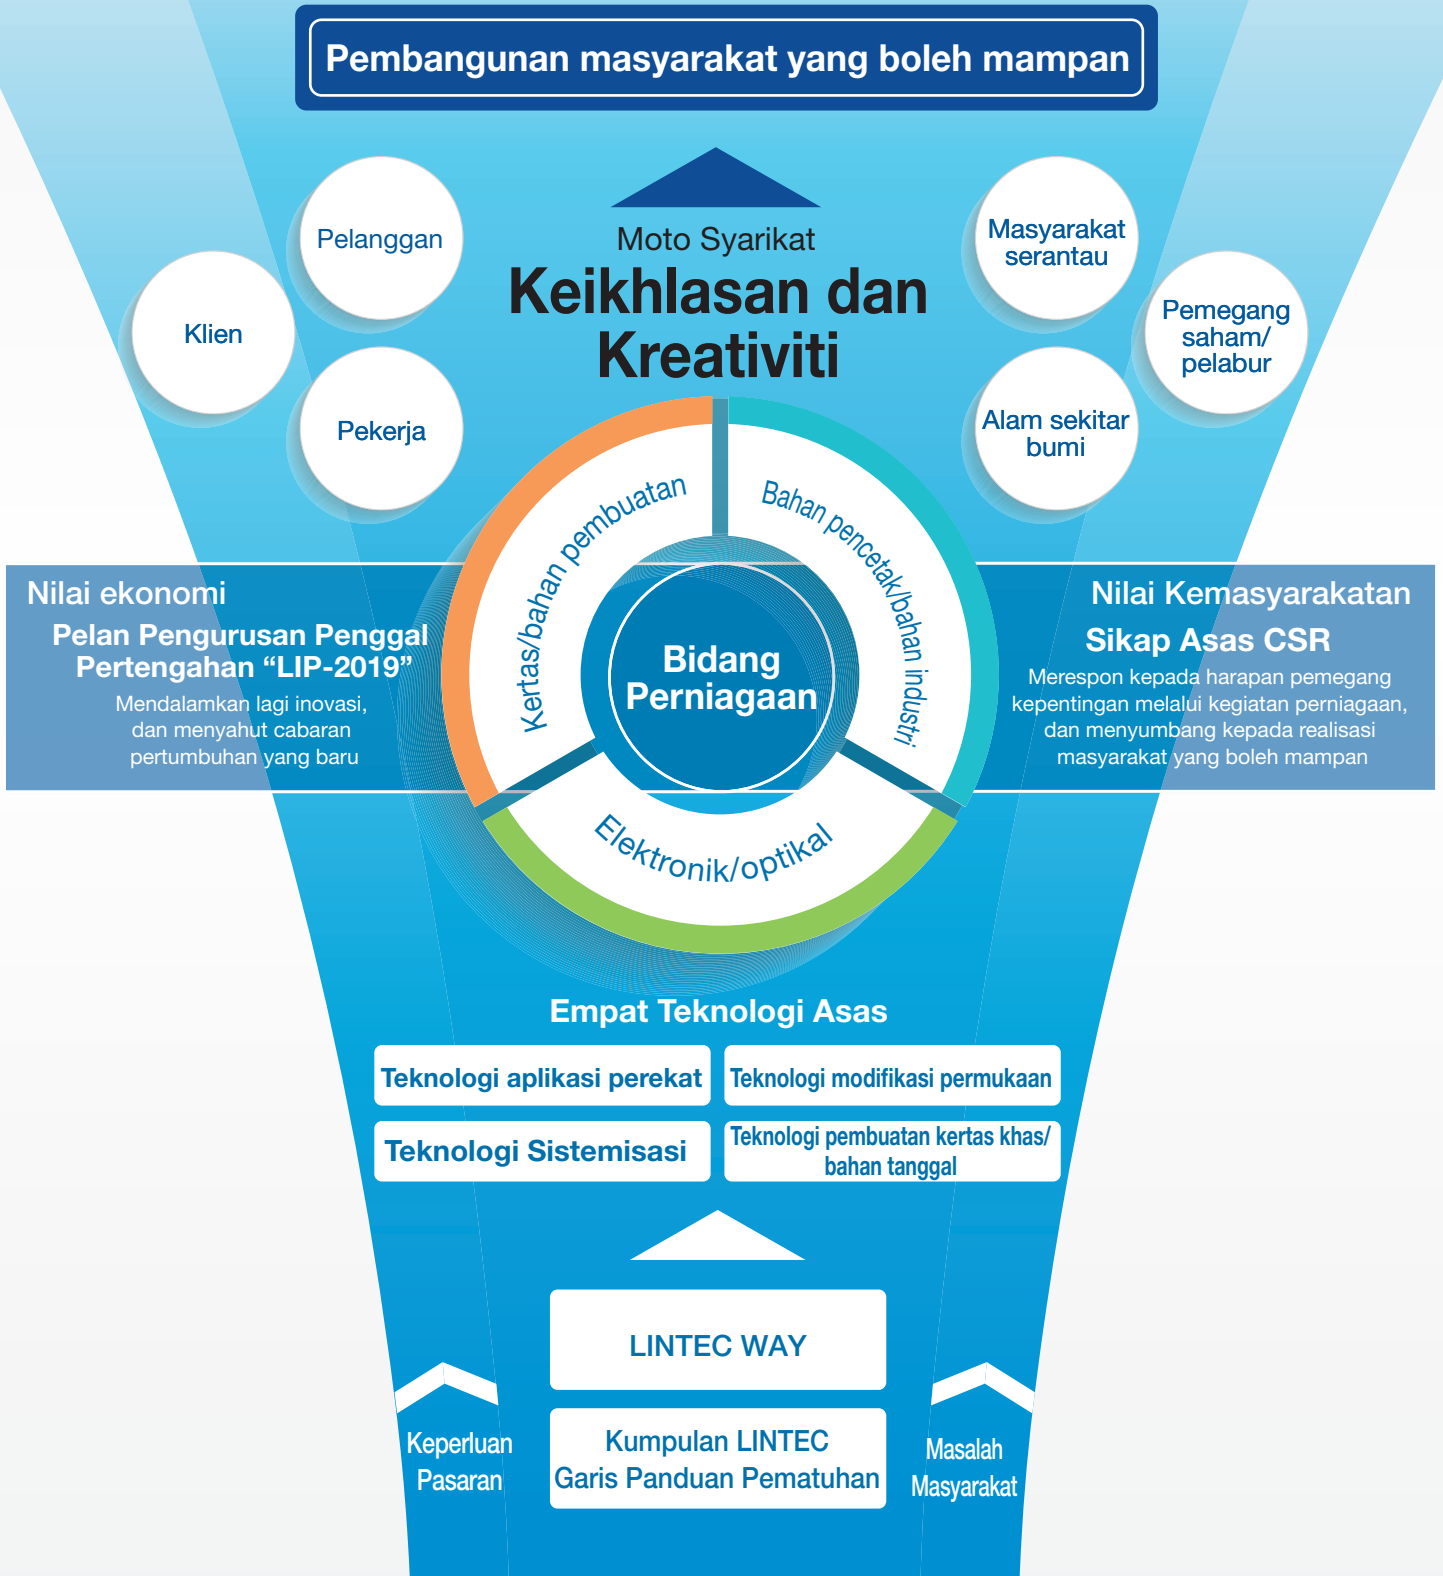 Pembangunan masyarakat yang boleh mampan
Pelanggan
Klien
Pekerja
Moto Syarikat
Keikhlasan dan
Kreativiti
Masyarakat
serantau
Pemegang
saham/
pelabur
Alam sekitar
bumi
Kertas/bahan pembuatan
Bahan pencetak/bahan industri
Elektronik/optikal
Bidang
Perniagaan
Nilai ekonomi
Pelan Pengurusan Penggal
Pertengahan “LIP-2019”
Mendalamkan lagi inovasi,
dan menyahut cabaran
pertumbuhan yang baru
Nilai Kemasyarakatan
Sikap Asas CSR
Merespon kepada harapan pemegang
kepentingan melalui kegiatan perniagaan,
dan menyumbang kepada realisasi
masyarakat yang boleh mampan
Empat Teknologi Asas
Teknologi aplikasi perekat
Teknologi modifikasi permukaan
Teknologi Sistemisasi
Teknologi pembuatan kertas khas/
bahan tanggal
LINTEC WAY
Kumpulan LINTEC
Garis Panduan Pematuhan
Keperluan
Pasaran
Masalah
Masyarakat